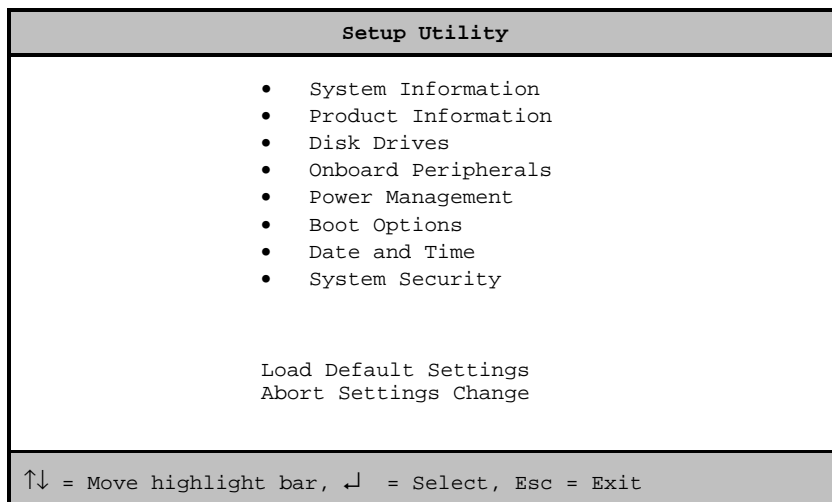 Setup Utility
• System Information
• Product Information
• Disk Drives
• Onboard Peripherals
• Power Management
• Boot Options
• Date and Time
• System Security
Load Default Settings
Abort Settings Change
↑↓ = Move highlight bar, ↵ = Select, Esc = Exit